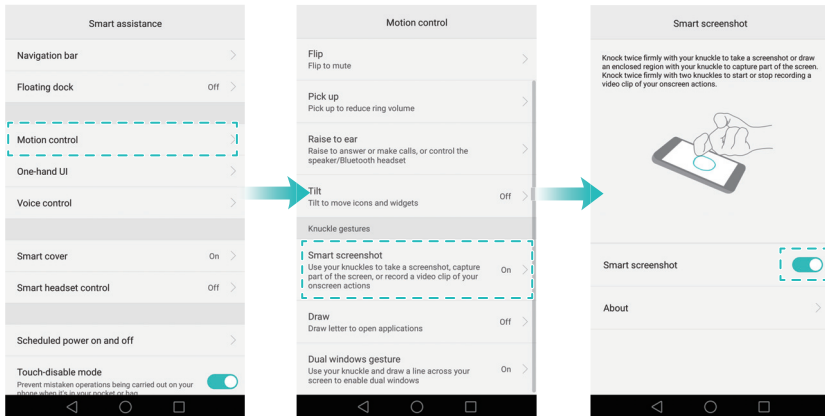 Smart assistance
Navigation bar
Floating dock Off
Motion control
One-hand UI
Voice control
Smart cover On
Smart headset control Off
Scheduled power on and off
Touch-disable mode
Prevent mistaken operations being carried out on your
phone when it's in your pocket or bag
Motion control
Flip
Flip to mute
Pick up
Pick up to reduce ring volume
Raise to ear
Raise to answer or make calls, or control the
speaker/Bluetooth headset
Tilt
Tilt to move icons and widgets Off
Knuckle gestures
Smart screenshot
Use your knuckles to take a screenshot, capture
part of the screen, or record a video clip of your On
onscreen actions
Draw
Draw letter to open applications Off
Dual windows gesture
Use your knuckle and draw a line across your On
screen to enable dual windows
Smart screenshot
Knock twice firmly with your knuckle to take a screenshot or draw
an enclosed region with your knuckle to capture part of the screen.
Knock twice firmly with two knuckles to start or stop recording a
video clip of your onscreen actions.
Smart screenshot
About